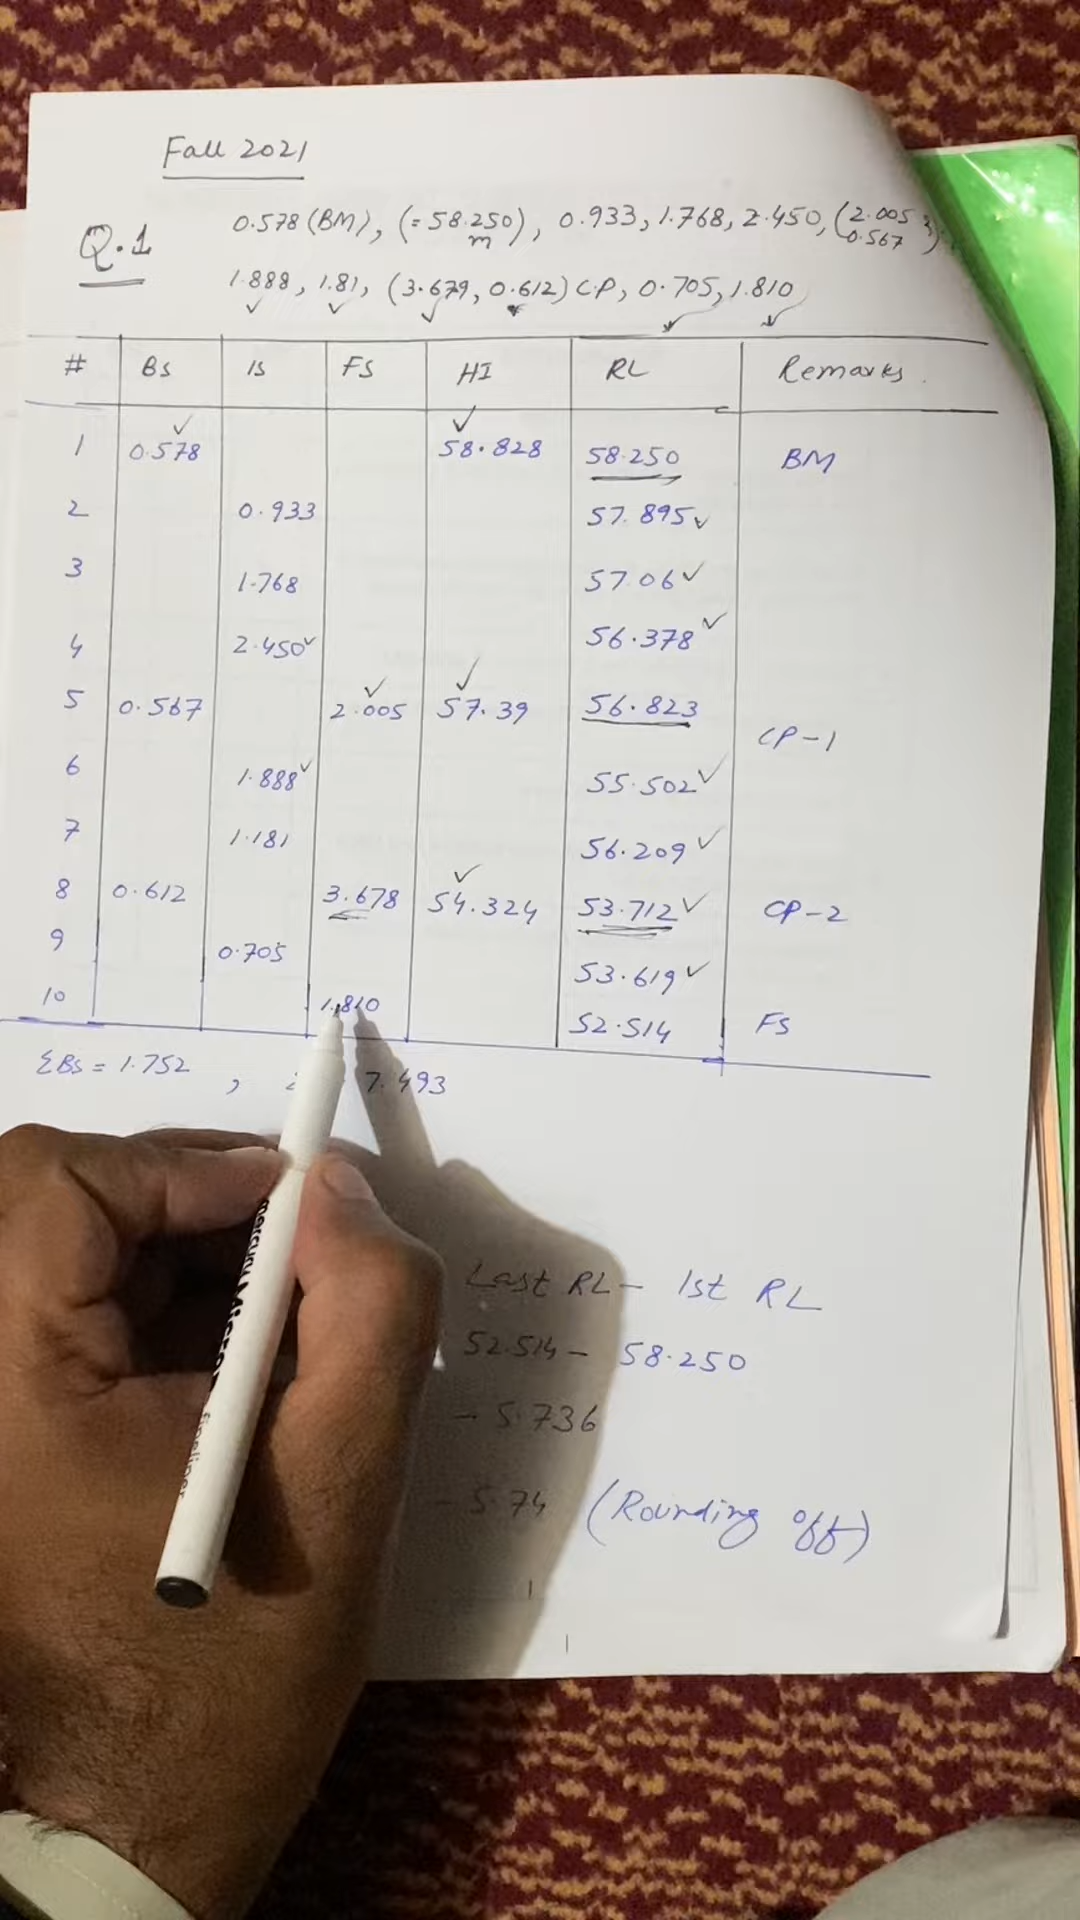 Fall 2021
Q.1 0.578 (BM), (= 58.250 m), 0.933, 1.768, 2.450, (2.005 0.567)
1.888, 1.81, (3.679, 0.612) CP, 0.705, 1.810
# BS IS FS HI RL Remarks.
1 0.578 58.828 58.250 BM
2 0.933 57.895
3 1.768 57.06
4 2.450 56.378
5 0.567 2.005 57.39 56.823 CP-1
6 1.888 55.502
7 1.181 56.209
8 0.612 3.678 54.324 53.712 CP-2
9 0.705 53.619
10 1.810 52.514 FS
ΣBS = 1.752, 7.493
Last RL - 1st RL
52.514 - 58.250
- 5.736
- 5.74 (Rounding off)